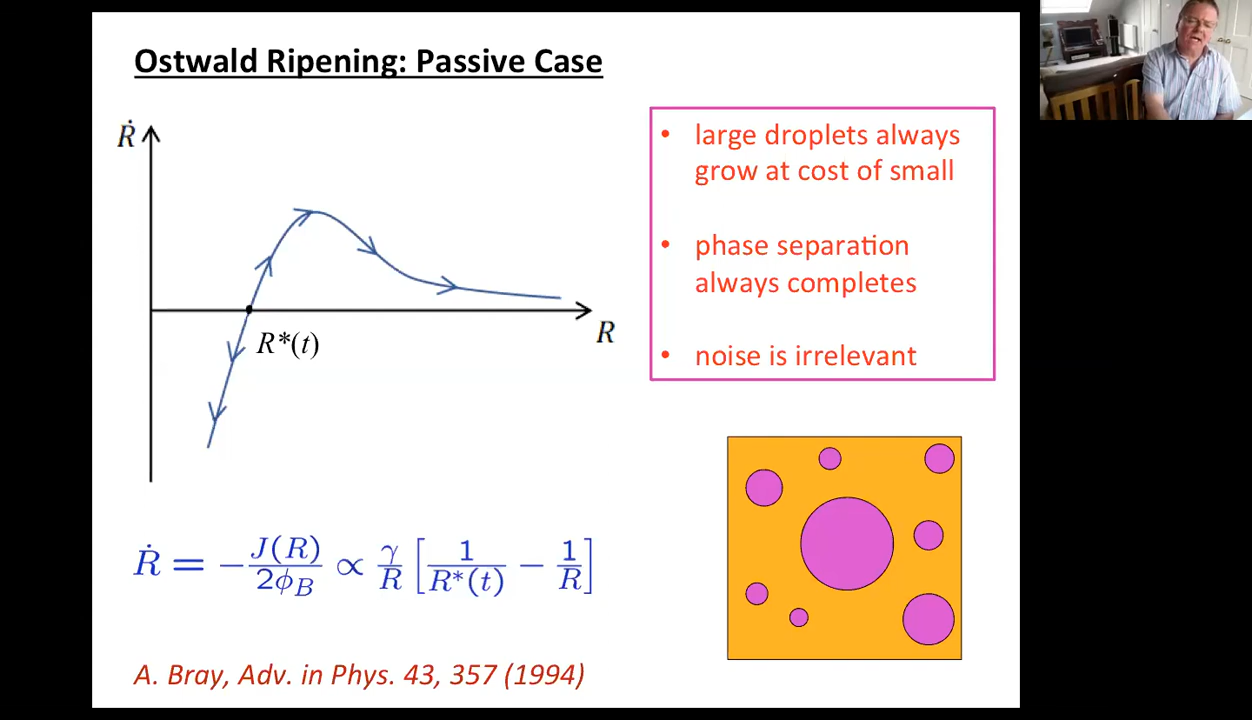 Ostwald Ripening: Passive Case
Ṙ
R*(t)
R
• large droplets always
grow at cost of small
• phase separation
always completes
• noise is irrelevant
Ṙ = − J(R)/2ϕ_B ∝ γ/R [1/R*(t) − 1/R]
A. Bray, Adv. in Phys. 43, 357 (1994)